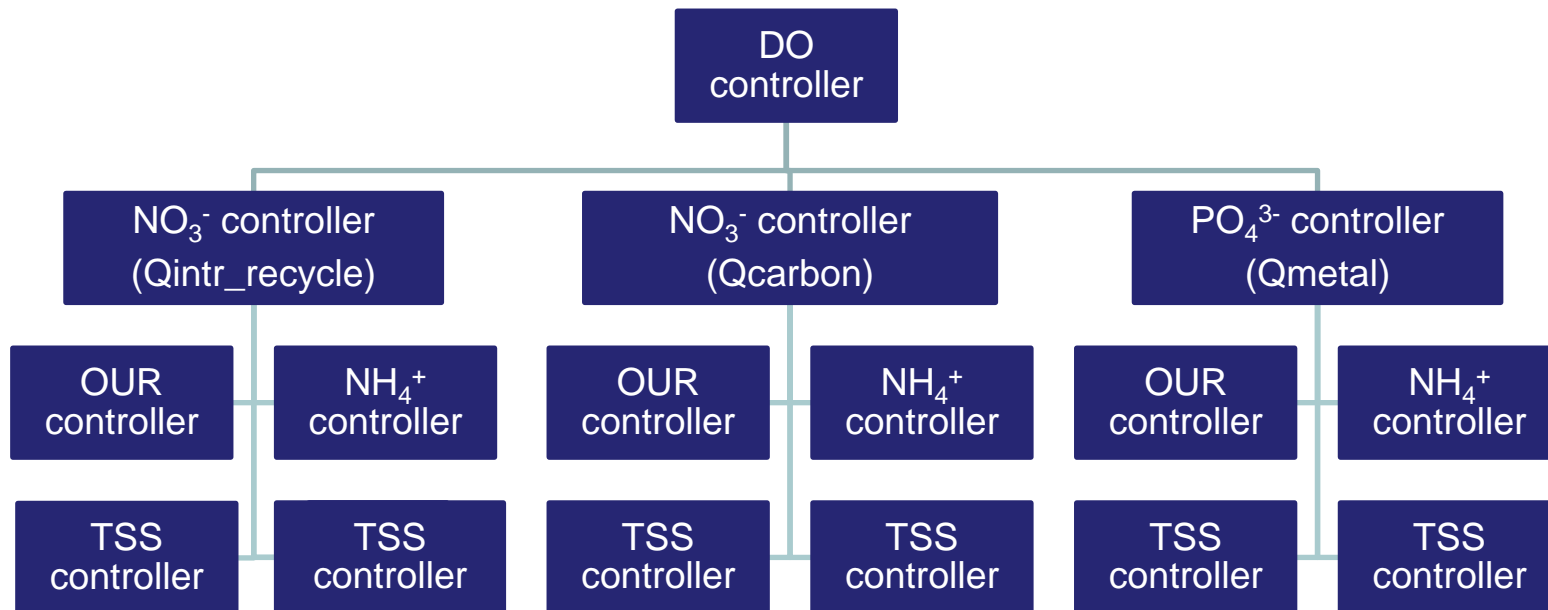 DO
controller
NO₃⁻ controller
(Qintr_recycle)
NO₃⁻ controller
(Qcarbon)
PO₄³⁻ controller
(Qmetal)
OUR
controller
NH₄⁺
controller
OUR
controller
NH₄⁺
controller
OUR
controller
NH₄⁺
controller
TSS
controller
TSS
controller
TSS
controller
TSS
controller
TSS
controller
TSS
controller